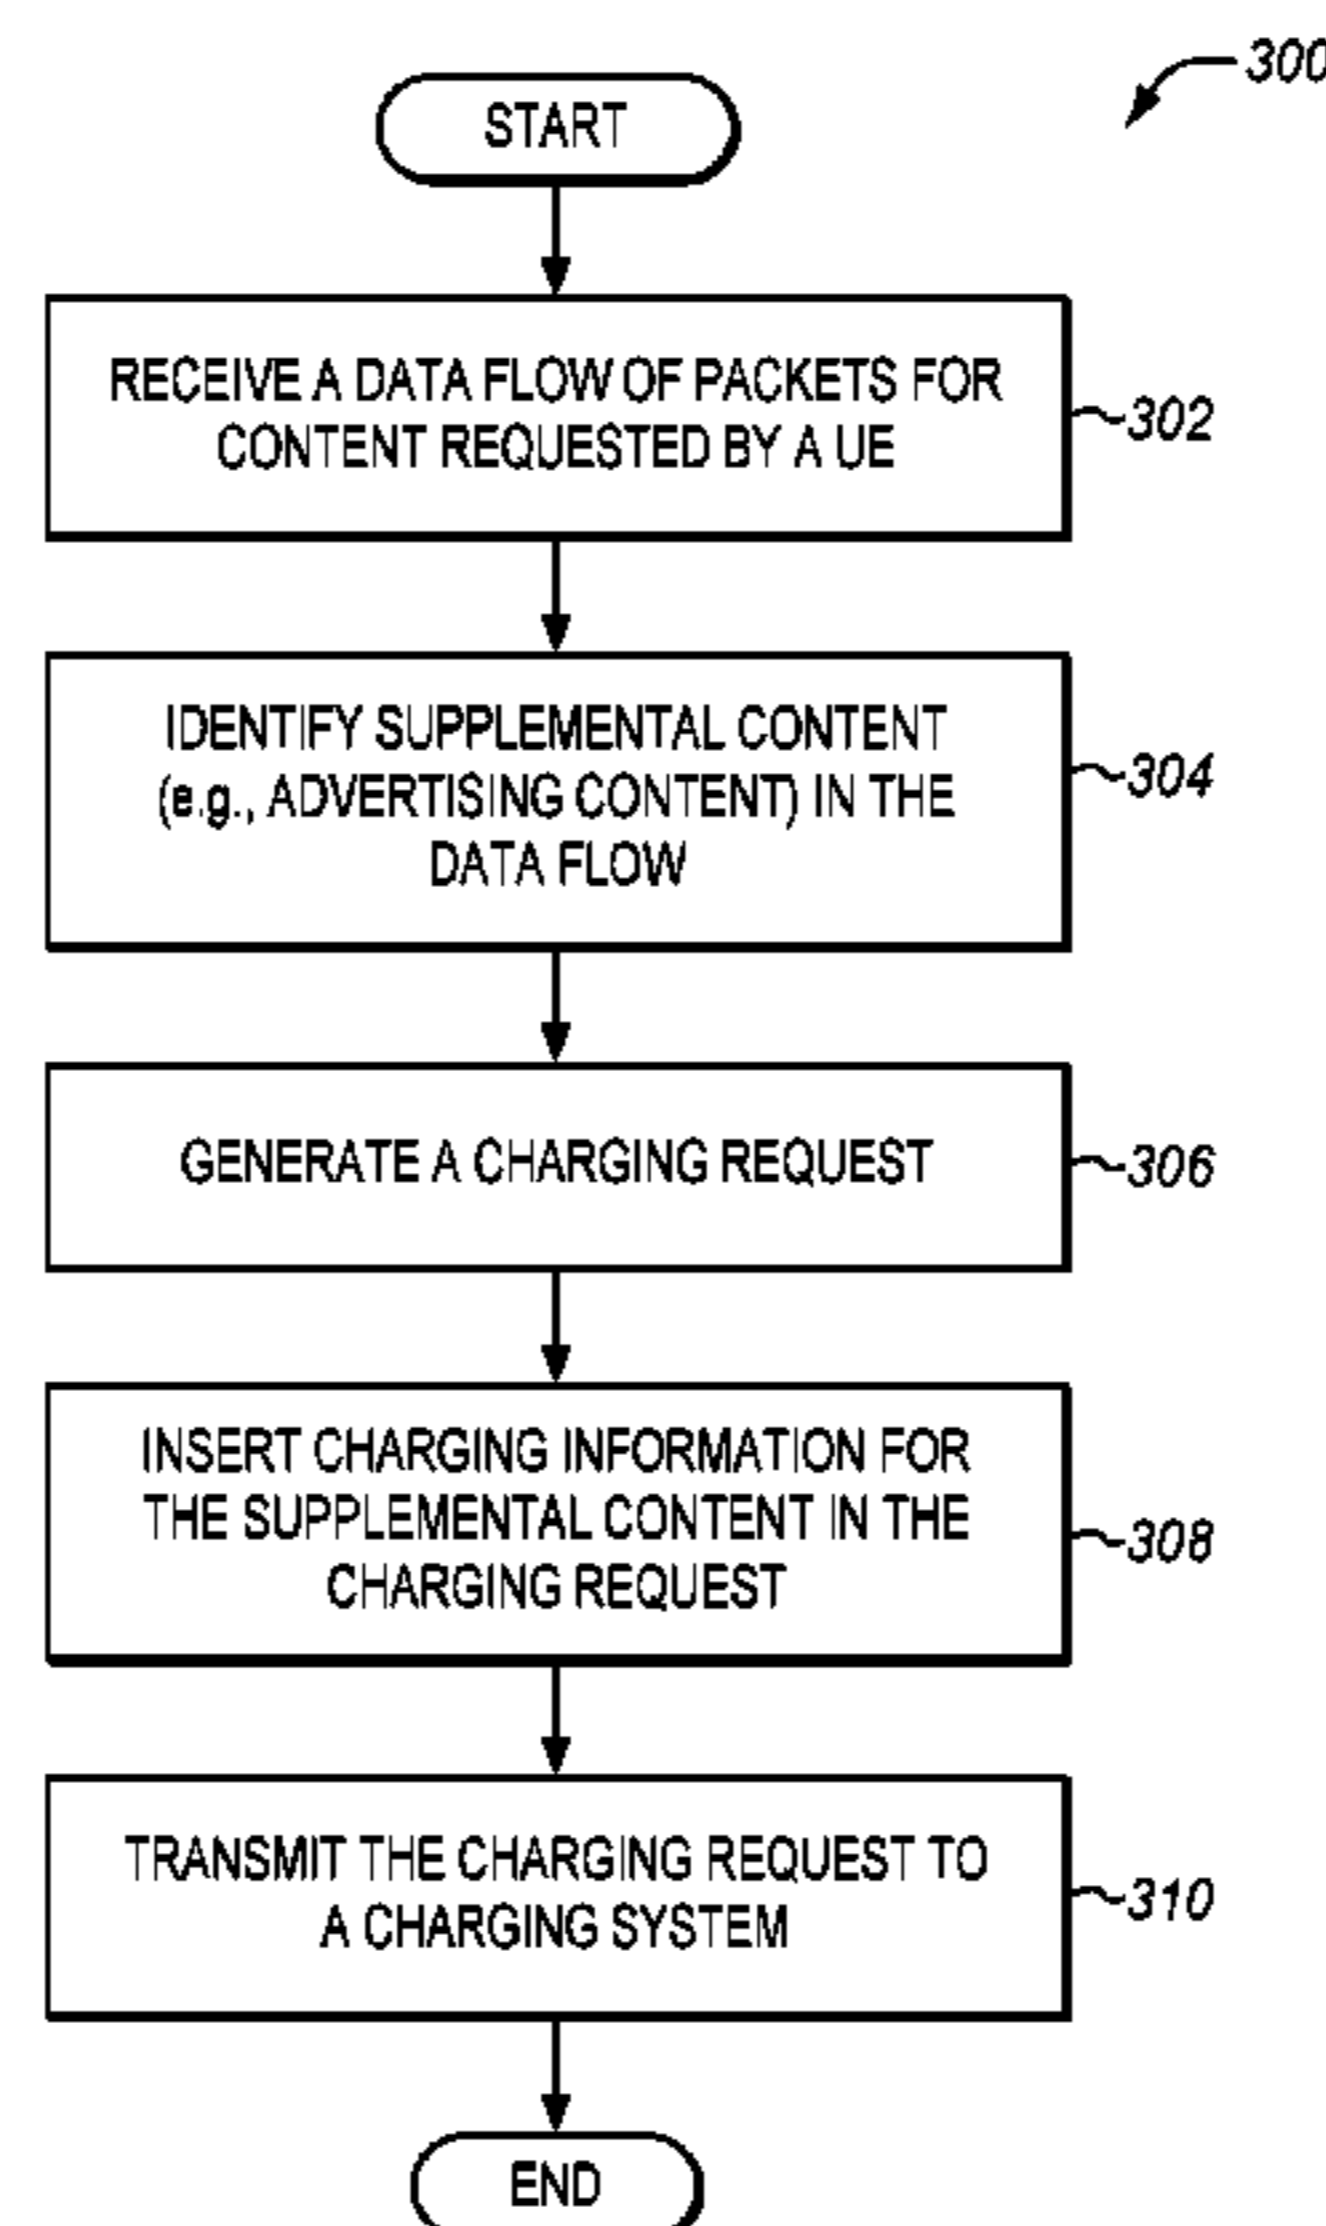 300
START
RECEIVE A DATA FLOW OF PACKETS FOR
CONTENT REQUESTED BY A UE
302
IDENTIFY SUPPLEMENTAL CONTENT
(e.g., ADVERTISING CONTENT) IN THE
DATA FLOW
304
GENERATE A CHARGING REQUEST
306
INSERT CHARGING INFORMATION FOR
THE SUPPLEMENTAL CONTENT IN THE
CHARGING REQUEST
308
TRANSMIT THE CHARGING REQUEST TO
A CHARGING SYSTEM
310
END